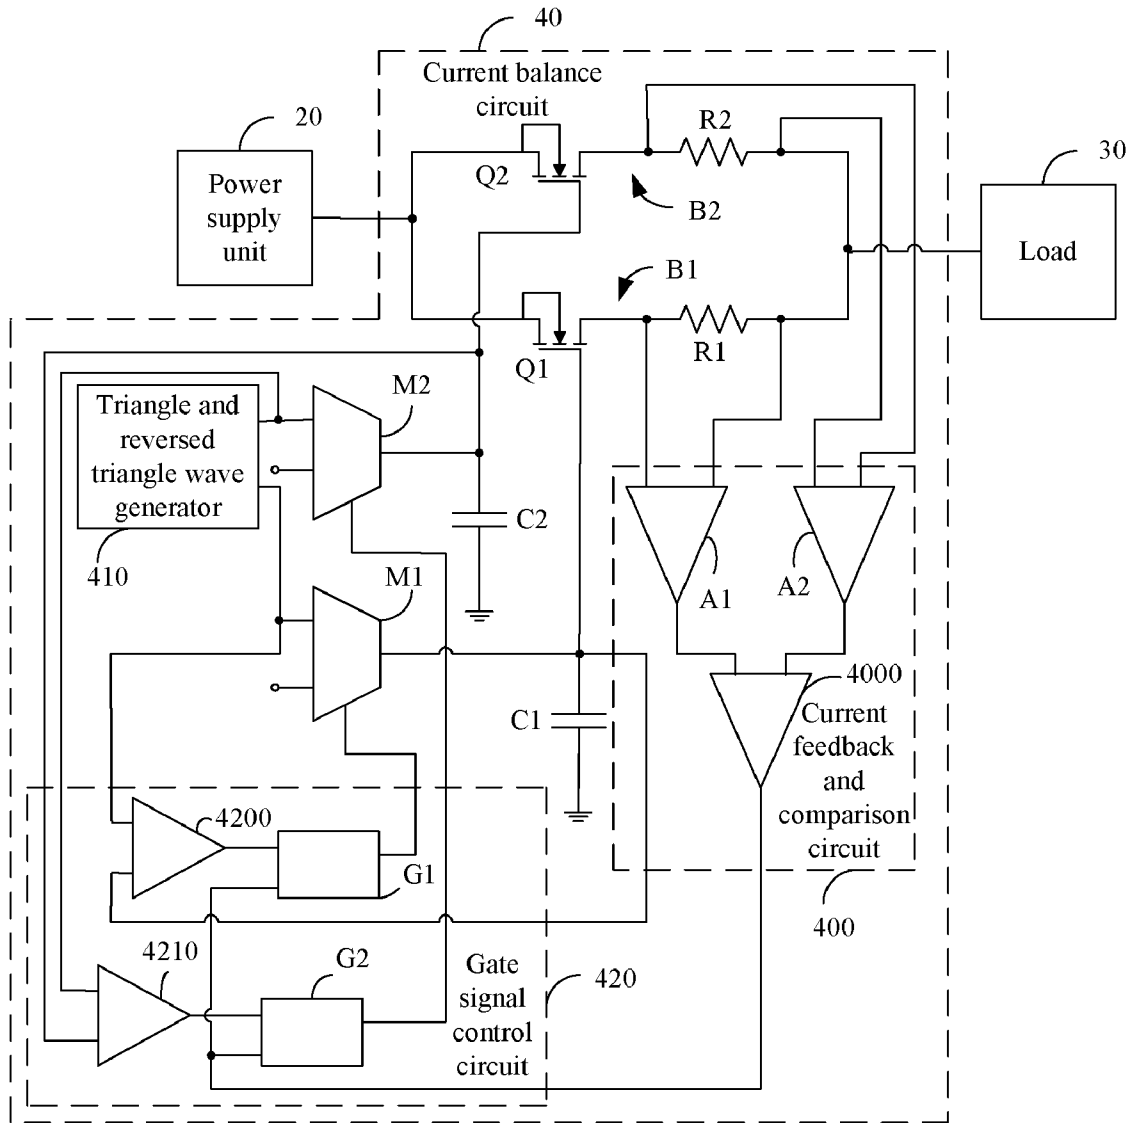 40
Current balance
circuit
20
R2
30
Power
supply
unit
Q2
B2
Load
B1
Q1
R1
M2
Triangle and
reversed
triangle wave
generator
C2
410
M1
A1
A2
4000
C1
Current
feedback
and
comparison
circuit
4200
G1
400
4210
G2
Gate
signal
control
circuit
420